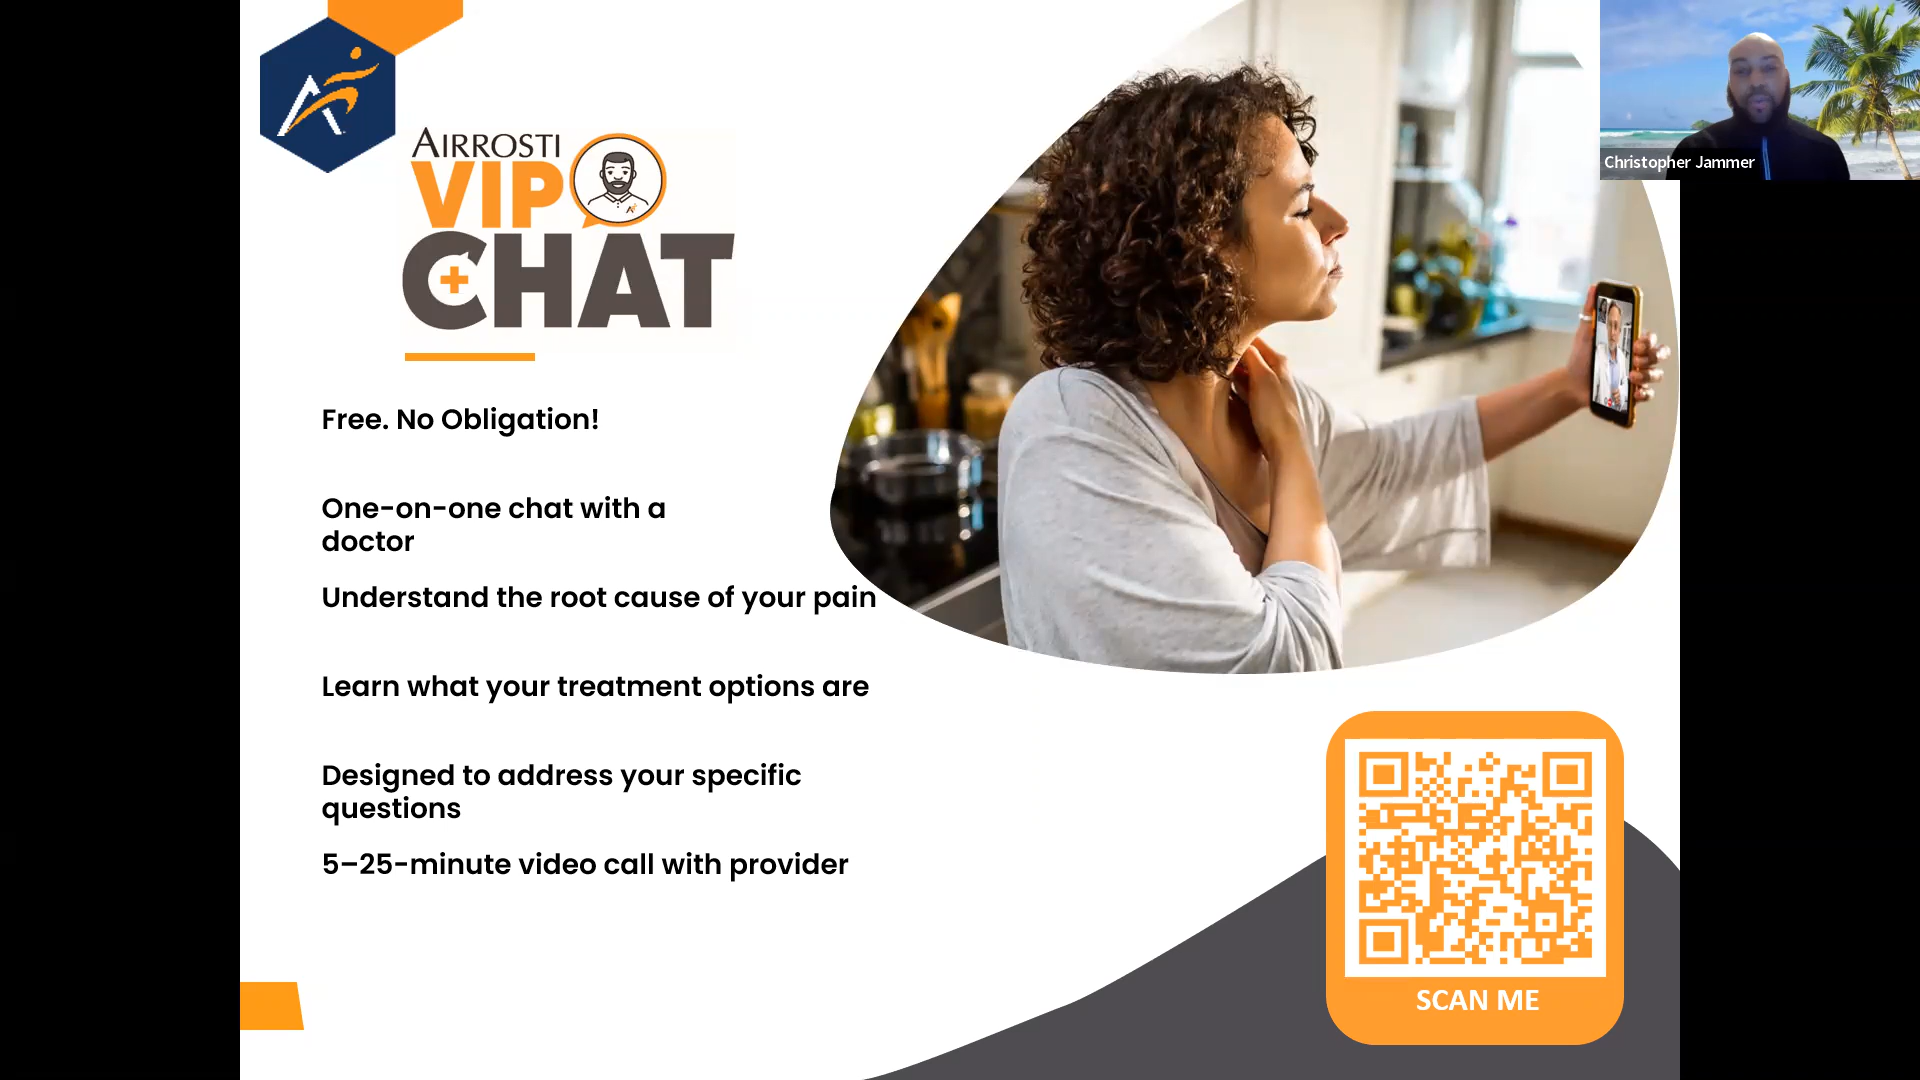 AIRROSTI
VIP
CHAT
Christopher Jammer
Free. No Obligation!
One-on-one chat with a
doctor
Understand the root cause of your pain
Learn what your treatment options are
Designed to address your specific
questions
5–25-minute video call with provider
SCAN ME